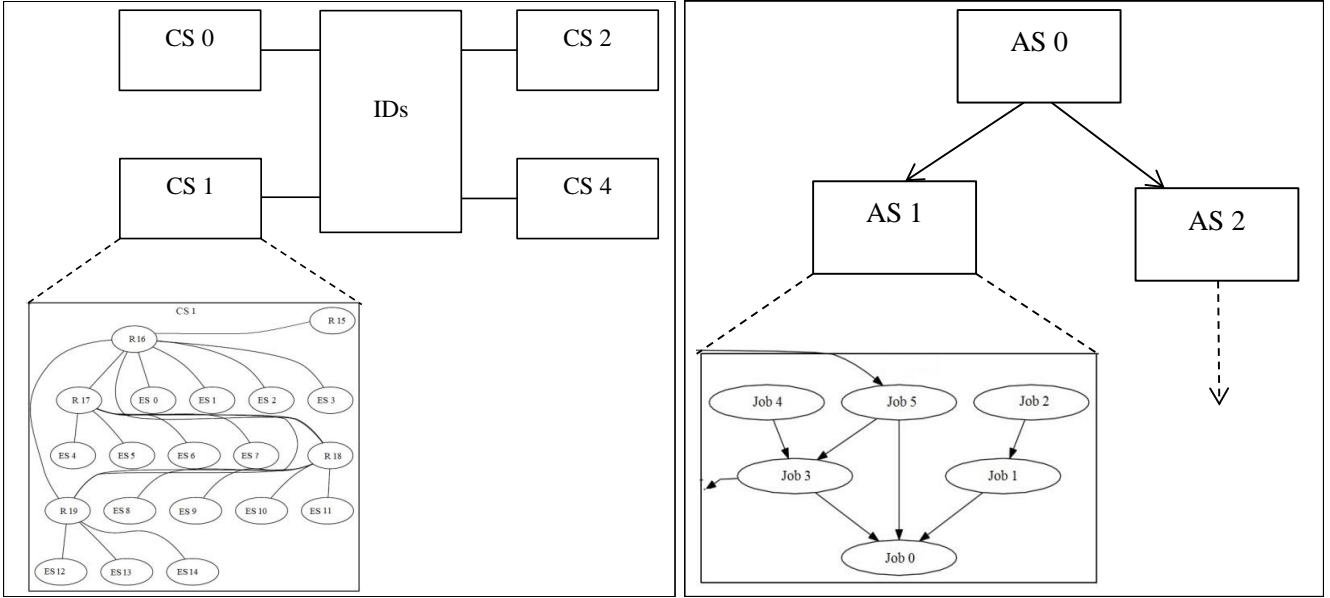 CS 0
CS 2
IDs
CS 1
CS 4
CS 1
R 15
R 16
R 17
ES 0
ES 1
ES 2
ES 3
ES 4
ES 5
ES 6
ES 7
R 18
R 19
ES 8
ES 9
ES 10
ES 11
ES 12
ES 13
ES 14
AS 0
AS 1
AS 2
Job 4
Job 5
Job 2
Job 3
Job 1
Job 0